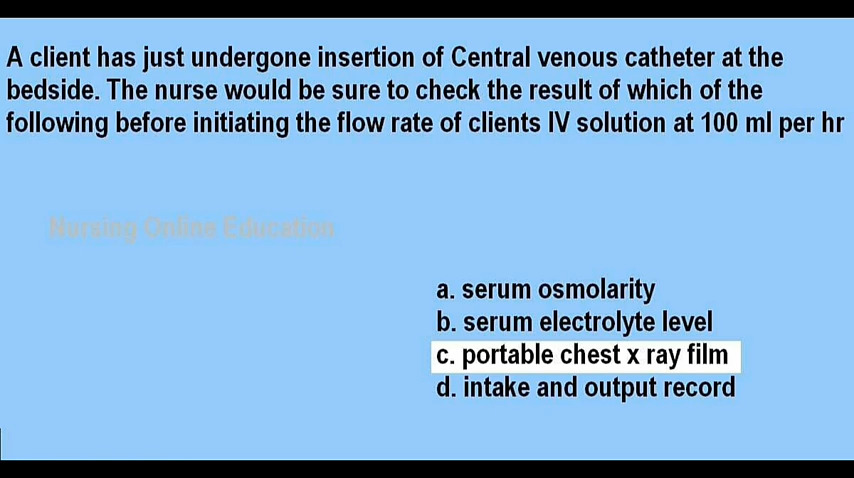 A client has just undergone insertion of Central venous catheter at the
bedside. The nurse would be sure to check the result of which of the
following before initiating the flow rate of clients IV solution at 100 ml per hr
Nursing Online Education
a. serum osmolarity
b. serum electrolyte level
c. portable chest x ray film
d. intake and output record